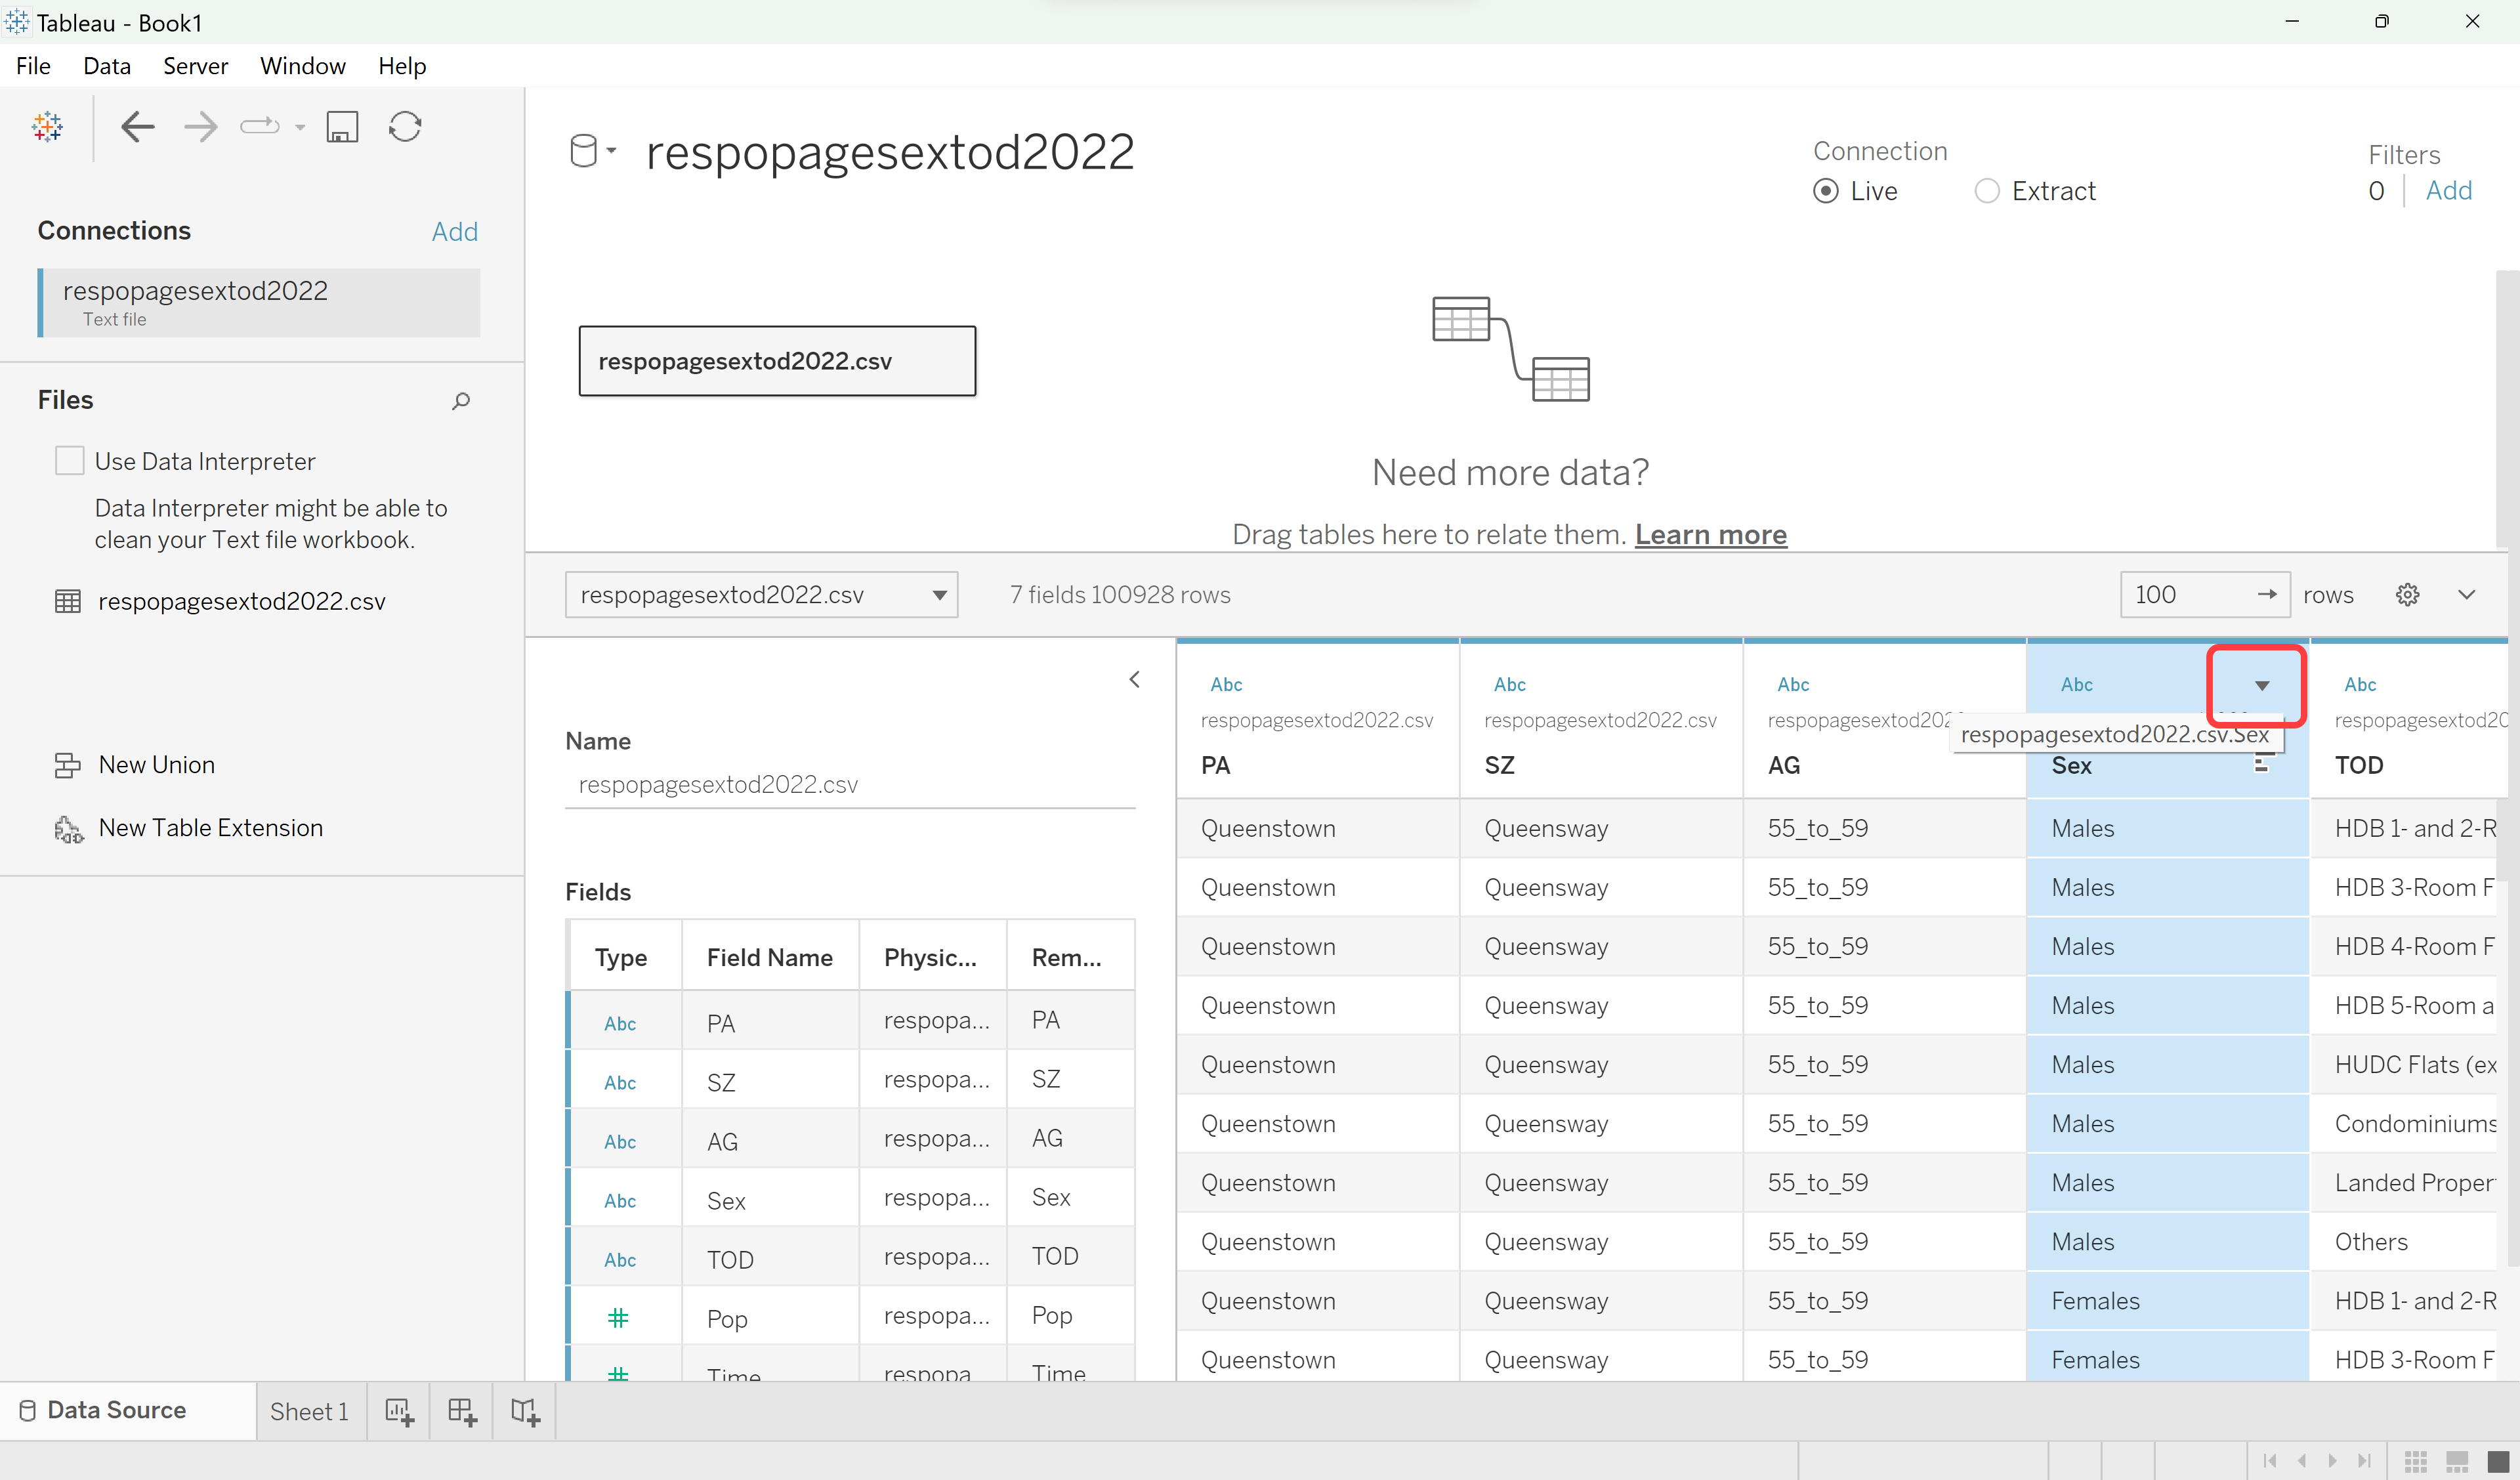 Tableau - Book1
File Data Server Window Help
respopagesextod2022
Connection
Live Extract
Filters
0 Add
Connections Add
respopagesextod2022
Text file
Files
Use Data Interpreter
Data Interpreter might be able to
clean your Text file workbook.
respopagesextod2022.csv
New Union
New Table Extension
respopagesextod2022.csv
Need more data?
Drag tables here to relate them. Learn more
respopagesextod2022.csv 7 fields 100928 rows 100 rows
Name
respopagesextod2022.csv
Fields
Type Field Name Physic... Rem...
Abc PA respopa... PA
Abc SZ respopa... SZ
Abc AG respopa... AG
Abc Sex respopa... Sex
Abc TOD respopa... TOD
# Pop respopa... Pop
# Time respopa Time
Abc Abc Abc Abc Abc
respopagesextod2022.csv respopagesextod2022.csv respopagesextod202 respopagesextod20
respopagesextod2022.csv.Sex
PA SZ AG Sex TOD
Queenstown Queensway 55_to_59 Males HDB 1- and 2-R
Queenstown Queensway 55_to_59 Males HDB 3-Room F
Queenstown Queensway 55_to_59 Males HDB 4-Room F
Queenstown Queensway 55_to_59 Males HDB 5-Room a
Queenstown Queensway 55_to_59 Males HUDC Flats (ex
Queenstown Queensway 55_to_59 Males Condominiums
Queenstown Queensway 55_to_59 Males Landed Proper
Queenstown Queensway 55_to_59 Males Others
Queenstown Queensway 55_to_59 Females HDB 1- and 2-R
Queenstown Queensway 55_to_59 Females HDB 3-Room F
Data Source Sheet 1